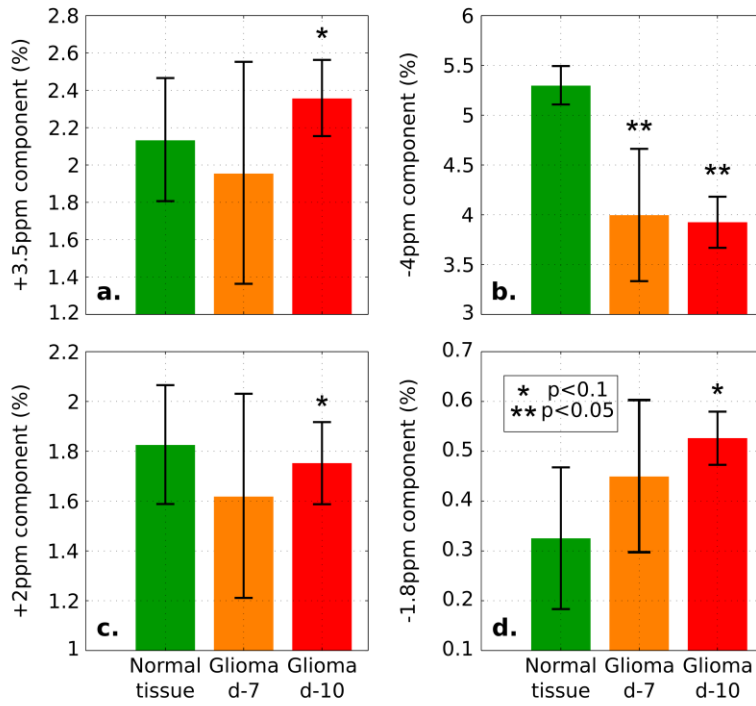 2.8
2.6
2.4
2.2
2
1.8
1.6
1.4
1.2
+3.5ppm component (%)
*
a.
6
5.5
5
4.5
4
3.5
3
-4ppm component (%)
**
**
b.
2.2
2
1.8
1.6
1.4
1.2
1
+2ppm component (%)
*
c.
Normal
tissue
Glioma
d-7
Glioma
d-10
0.7
0.6
0.5
0.4
0.3
0.2
0.1
-1.8ppm component (%)
* p<0.1
** p<0.05
*
d.
Normal
tissue
Glioma
d-7
Glioma
d-10